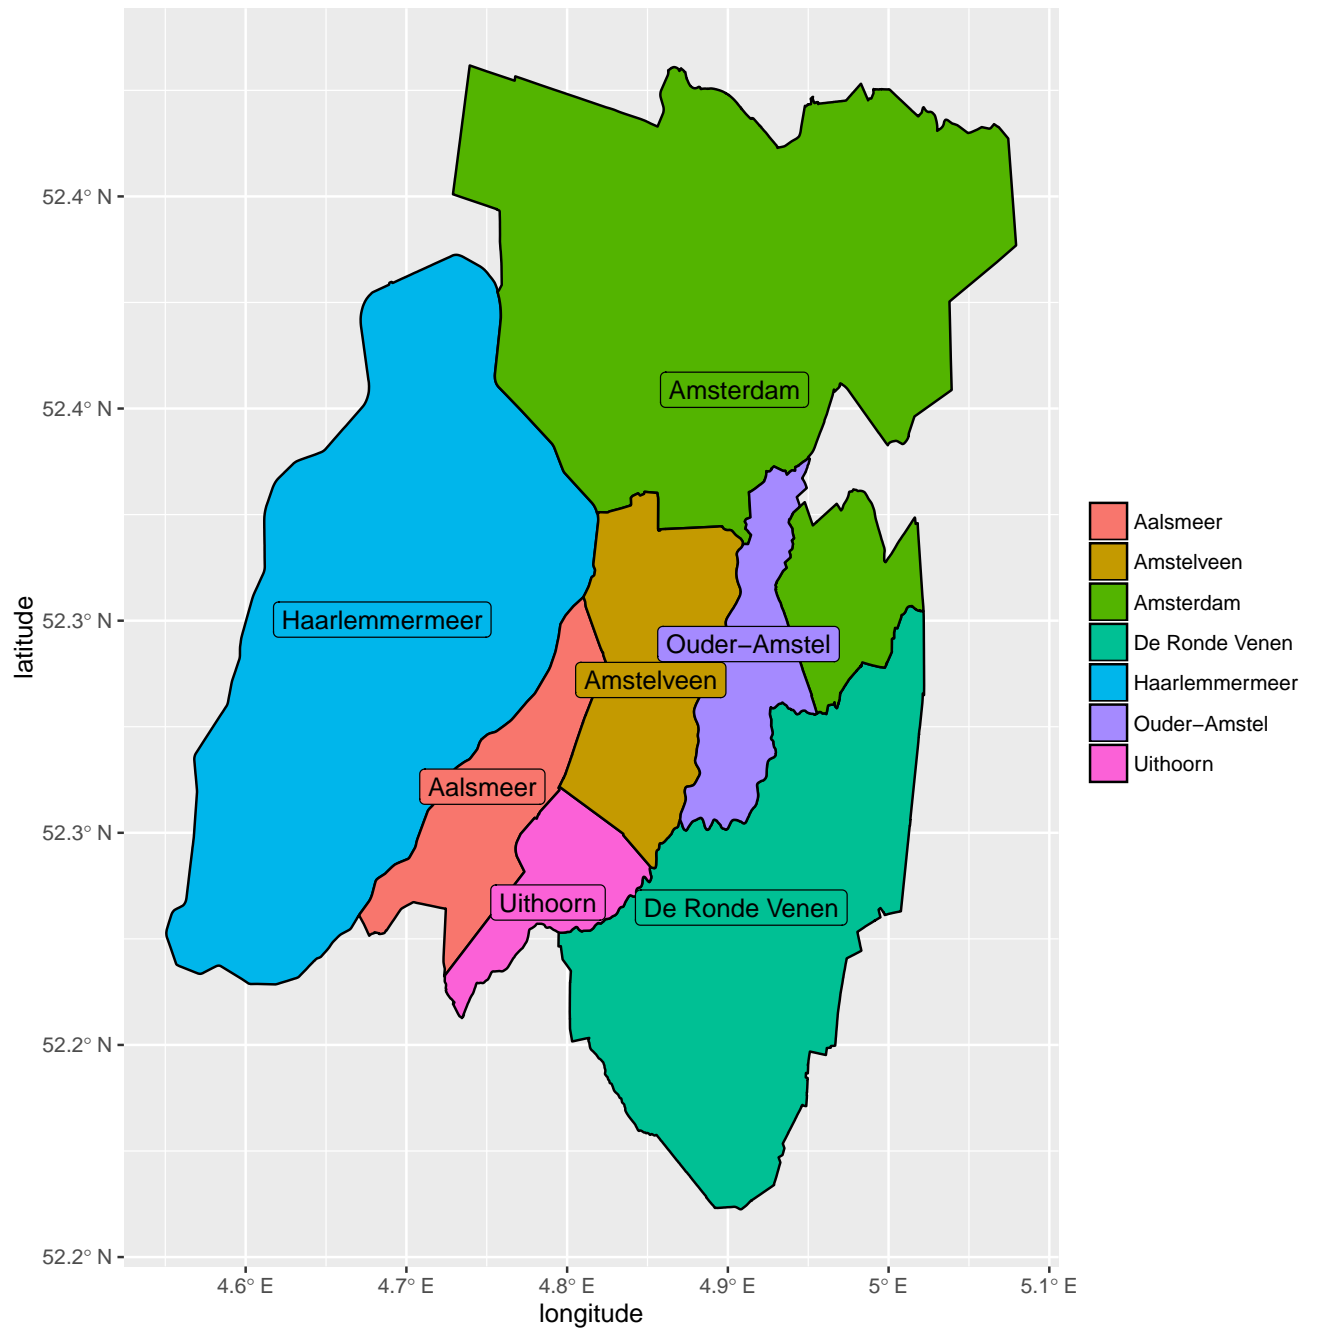 52.4° N
52.4° N
52.3° N
52.3° N
52.2° N
52.2° N
latitude
Amsterdam
Haarlemmermeer
Ouder−Amstel
Amstelveen
Aalsmeer
Uithoorn
De Ronde Venen
4.6° E
4.7° E
4.8° E
4.9° E
5° E
5.1° E
longitude
Aalsmeer
Amstelveen
Amsterdam
De Ronde Venen
Haarlemmermeer
Ouder−Amstel
Uithoorn